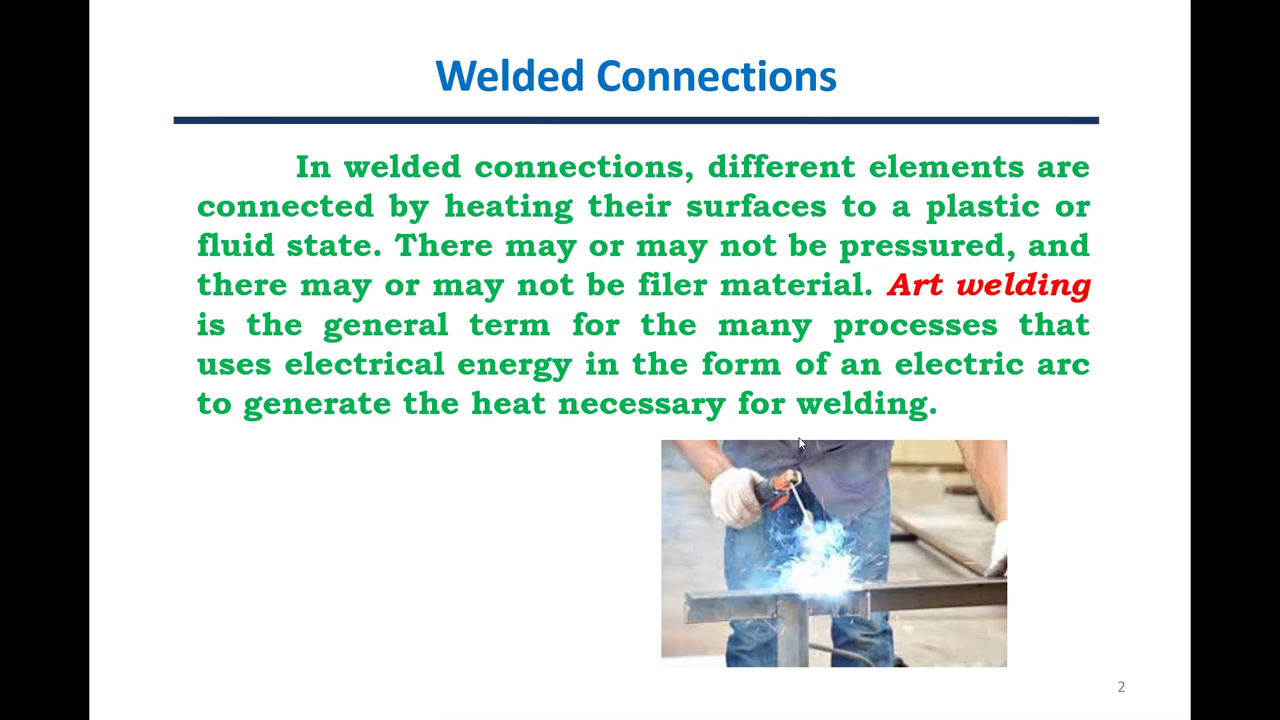 Welded Connections
In welded connections, different elements are
connected by heating their surfaces to a plastic or
fluid state. There may or may not be pressured, and
there may or may not be filer material. Art welding
is the general term for the many processes that
uses electrical energy in the form of an electric arc
to generate the heat necessary for welding.
2